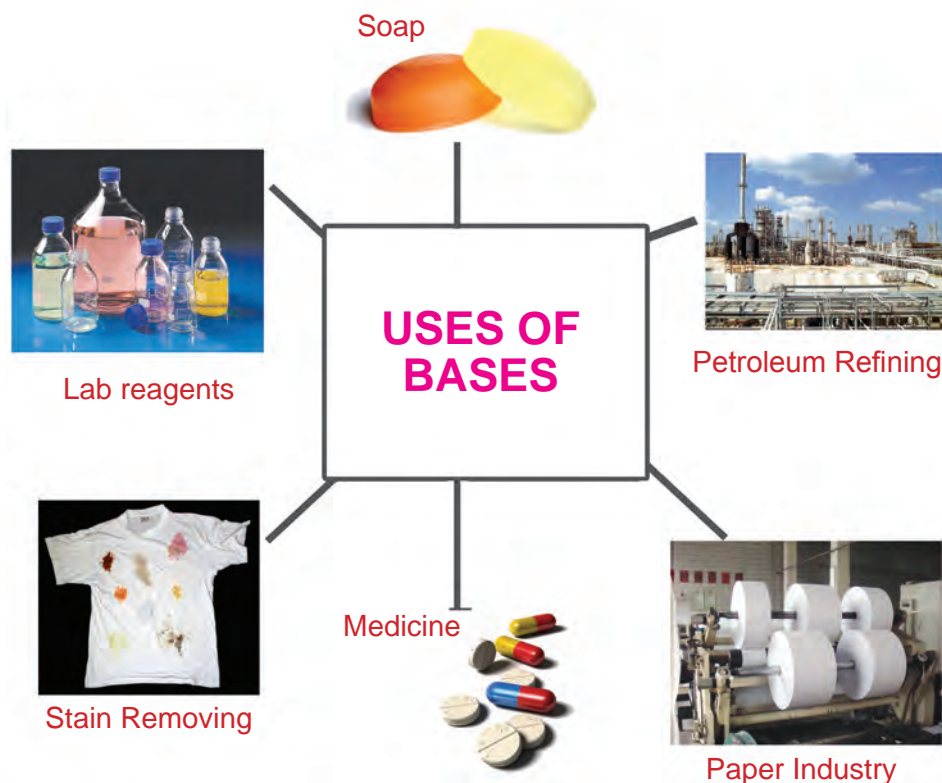 Soap
USES OF
BASES
Lab reagents
Petroleum Refining
Medicine
Stain Removing
Paper Industry